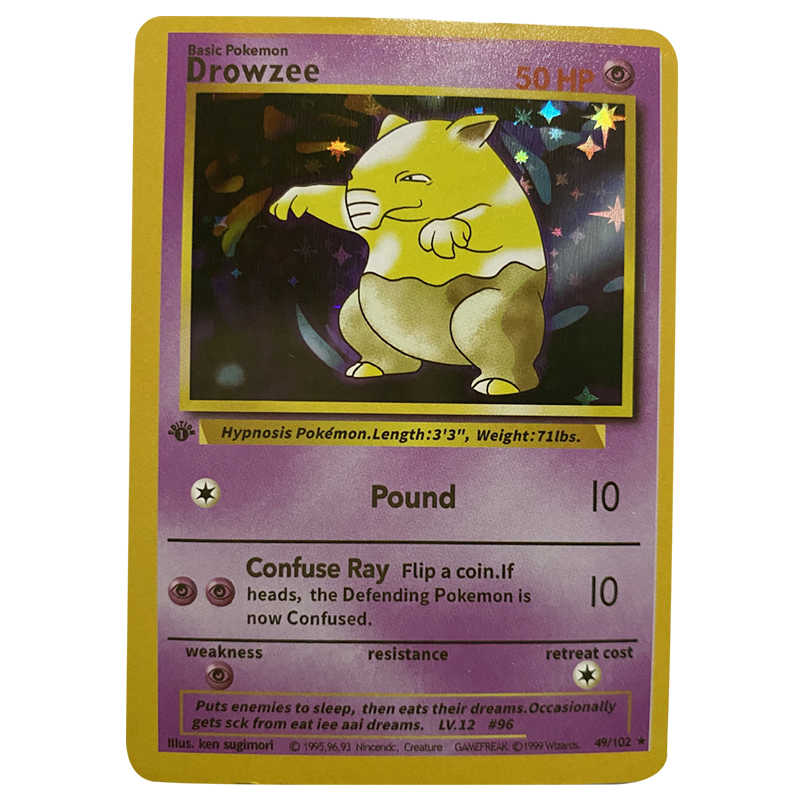 Basic Pokemon
Drowzee 50 HP
EDITION 1
Hypnosis Pokémon.Length:3'3", Weight:71lbs.
Pound 10
Confuse Ray Flip a coin.If
heads, the Defending Pokemon is 10
now Confused.
weakness resistance retreat cost
Puts enemies to sleep, then eats their dreams.Occasionally
gets sck from eat iee aai dreams. LV.12 #96
Illus. ken sugimori © 1995,96,93 Nincendc, Creature GAMEFREAK. ©1999 Wizards. 49/102 ★